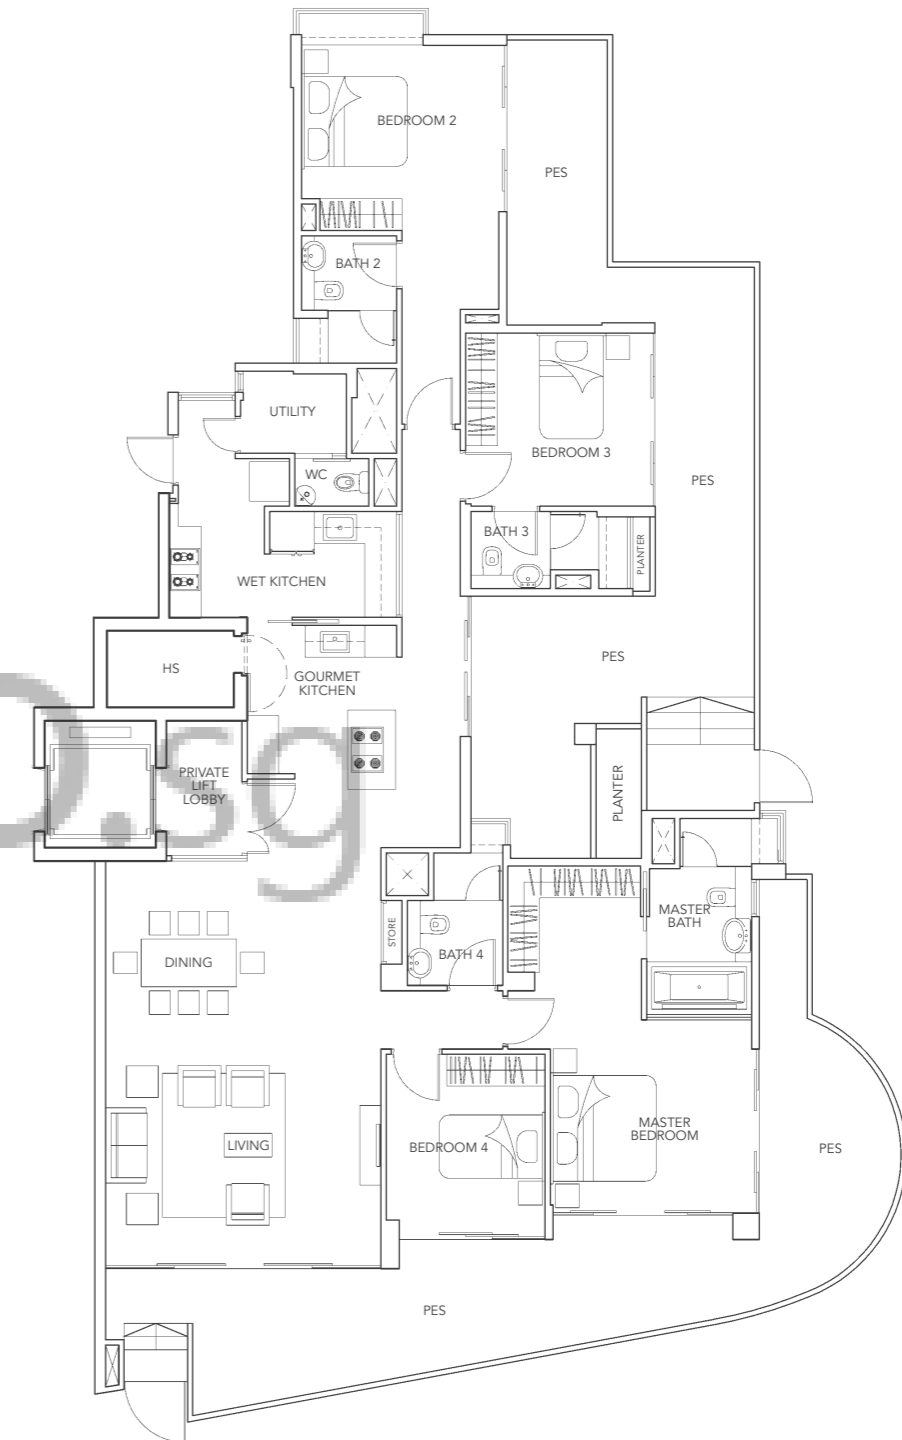 BEDROOM 2
PES
BATH 2
UTILITY
BEDROOM 3
WC
PES
BATH 3
PLANTER
WET KITCHEN
PES
HS
GOURMET
KITCHEN
PRIVATE
LIFT
LOBBY
PLANTER
MASTER
BATH
STORE
BATH 4
DINING
LIVING
BEDROOM 4
MASTER
BEDROOM
PES
PES
.sg